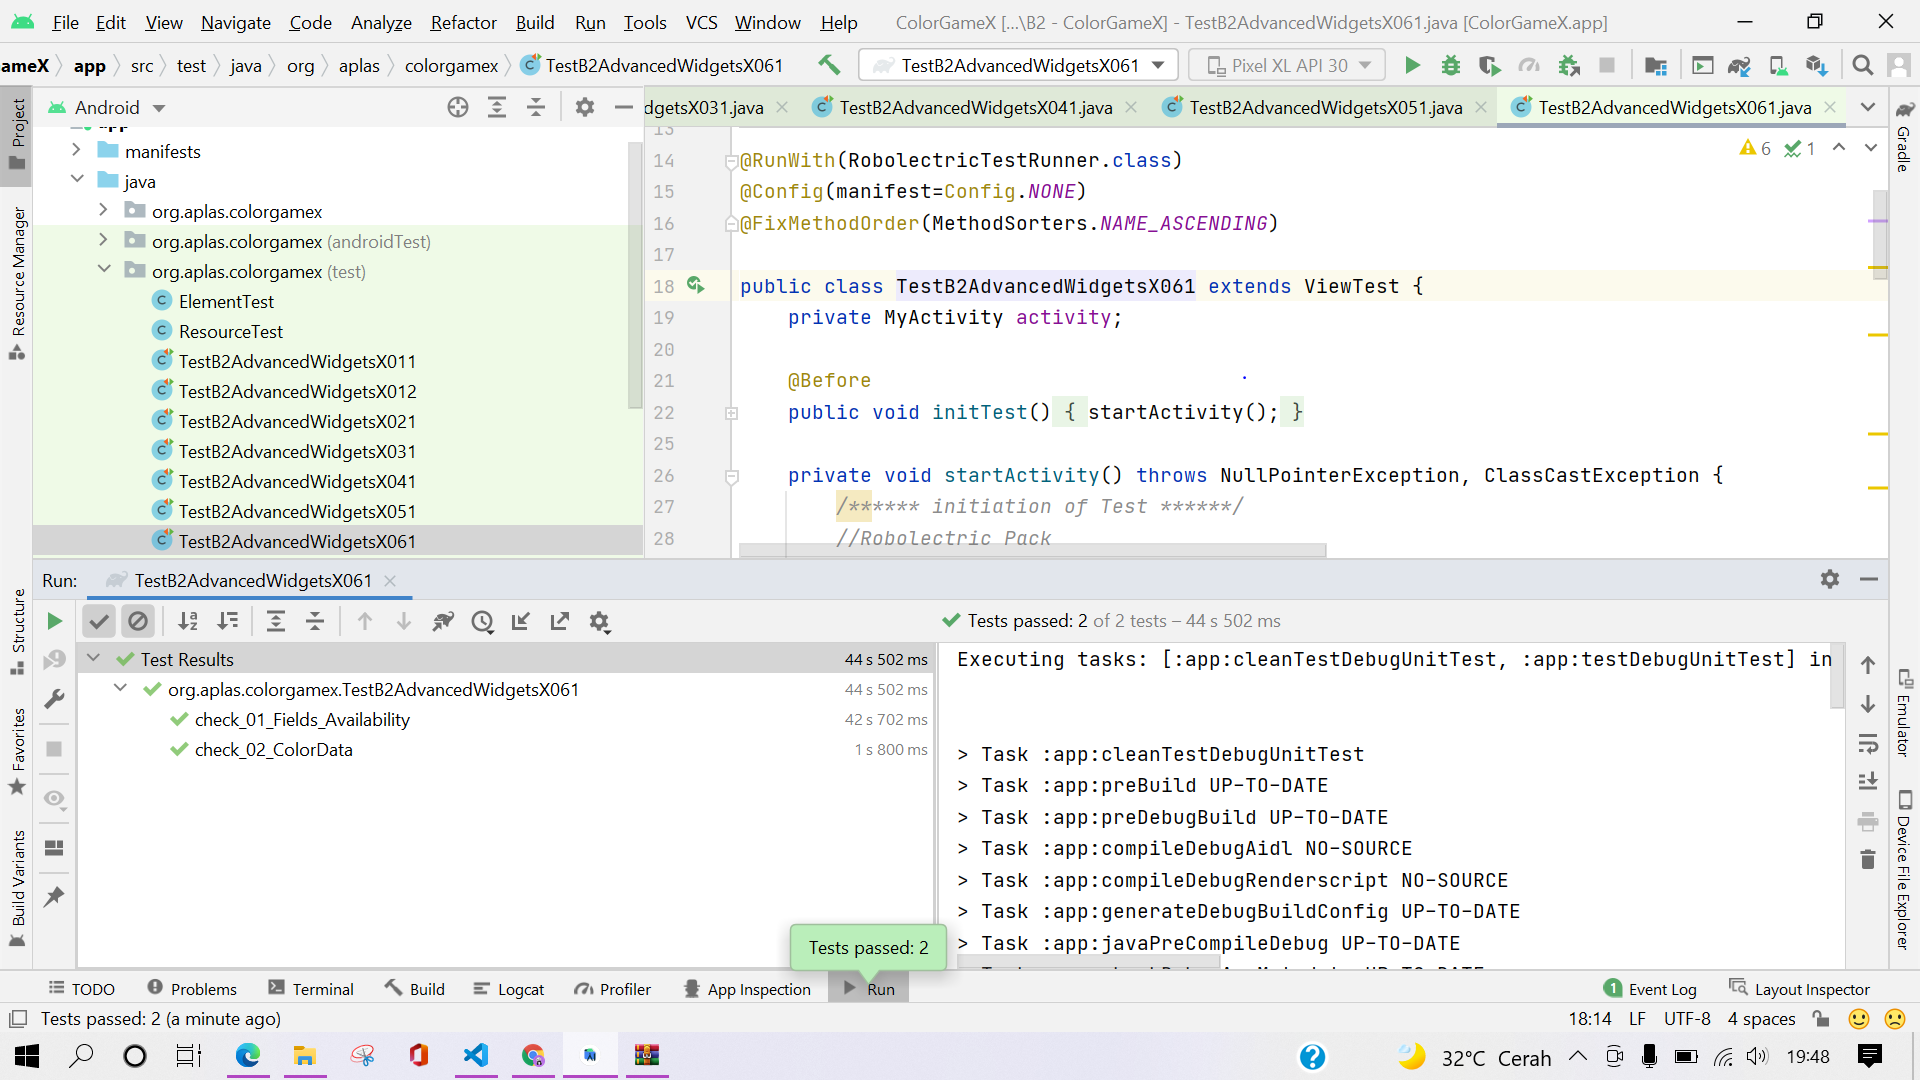 File Edit View Navigate Code Analyze Refactor Build Run Tools VCS Window Help ColorGameX [...\B2 - ColorGameX] - TestB2AdvancedWidgetsX061.java [ColorGameX.app]
ameX app src test java org aplas colorgamex TestB2AdvancedWidgetsX061 TestB2AdvancedWidgetsX061 Pixel XL API 30
Android
dgetsX031.java TestB2AdvancedWidgetsX041.java TestB2AdvancedWidgetsX051.java TestB2AdvancedWidgetsX061.java
Project
Resource Manager
Structure
Favorites
Build Variants
app
manifests
java
org.aplas.colorgamex
org.aplas.colorgamex (androidTest)
org.aplas.colorgamex (test)
ElementTest
ResourceTest
TestB2AdvancedWidgetsX011
TestB2AdvancedWidgetsX012
TestB2AdvancedWidgetsX021
TestB2AdvancedWidgetsX031
TestB2AdvancedWidgetsX041
TestB2AdvancedWidgetsX051
TestB2AdvancedWidgetsX061
6 1
13
14 @RunWith(RobolectricTestRunner.class)
15 @Config(manifest=Config.NONE)
16 @FixMethodOrder(MethodSorters.NAME_ASCENDING)
17
18 public class TestB2AdvancedWidgetsX061 extends ViewTest {
19 private MyActivity activity;
20
21 @Before
22 public void initTest() { startActivity(); }
25
26 private void startActivity() throws NullPointerException, ClassCastException {
27 /****** initiation of Test ******/
28 //Robolectric Pack
Gradle
Emulator
Device File Explorer
Run: TestB2AdvancedWidgetsX061
Tests passed: 2 of 2 tests – 44 s 502 ms
Test Results 44 s 502 ms
org.aplas.colorgamex.TestB2AdvancedWidgetsX061 44 s 502 ms
check_01_Fields_Availability 42 s 702 ms
check_02_ColorData 1 s 800 ms
Executing tasks: [:app:cleanTestDebugUnitTest, :app:testDebugUnitTest] in
> Task :app:cleanTestDebugUnitTest
> Task :app:preBuild UP-TO-DATE
> Task :app:preDebugBuild UP-TO-DATE
> Task :app:compileDebugAidl NO-SOURCE
> Task :app:compileDebugRenderscript NO-SOURCE
> Task :app:generateDebugBuildConfig UP-TO-DATE
> Task :app:javaPreCompileDebug UP-TO-DATE
Tests passed: 2
TODO Problems Terminal Build Logcat Profiler App Inspection Run 1 Event Log Layout Inspector
Tests passed: 2 (a minute ago) 18:14 LF UTF-8 4 spaces
32°C Cerah 19:48